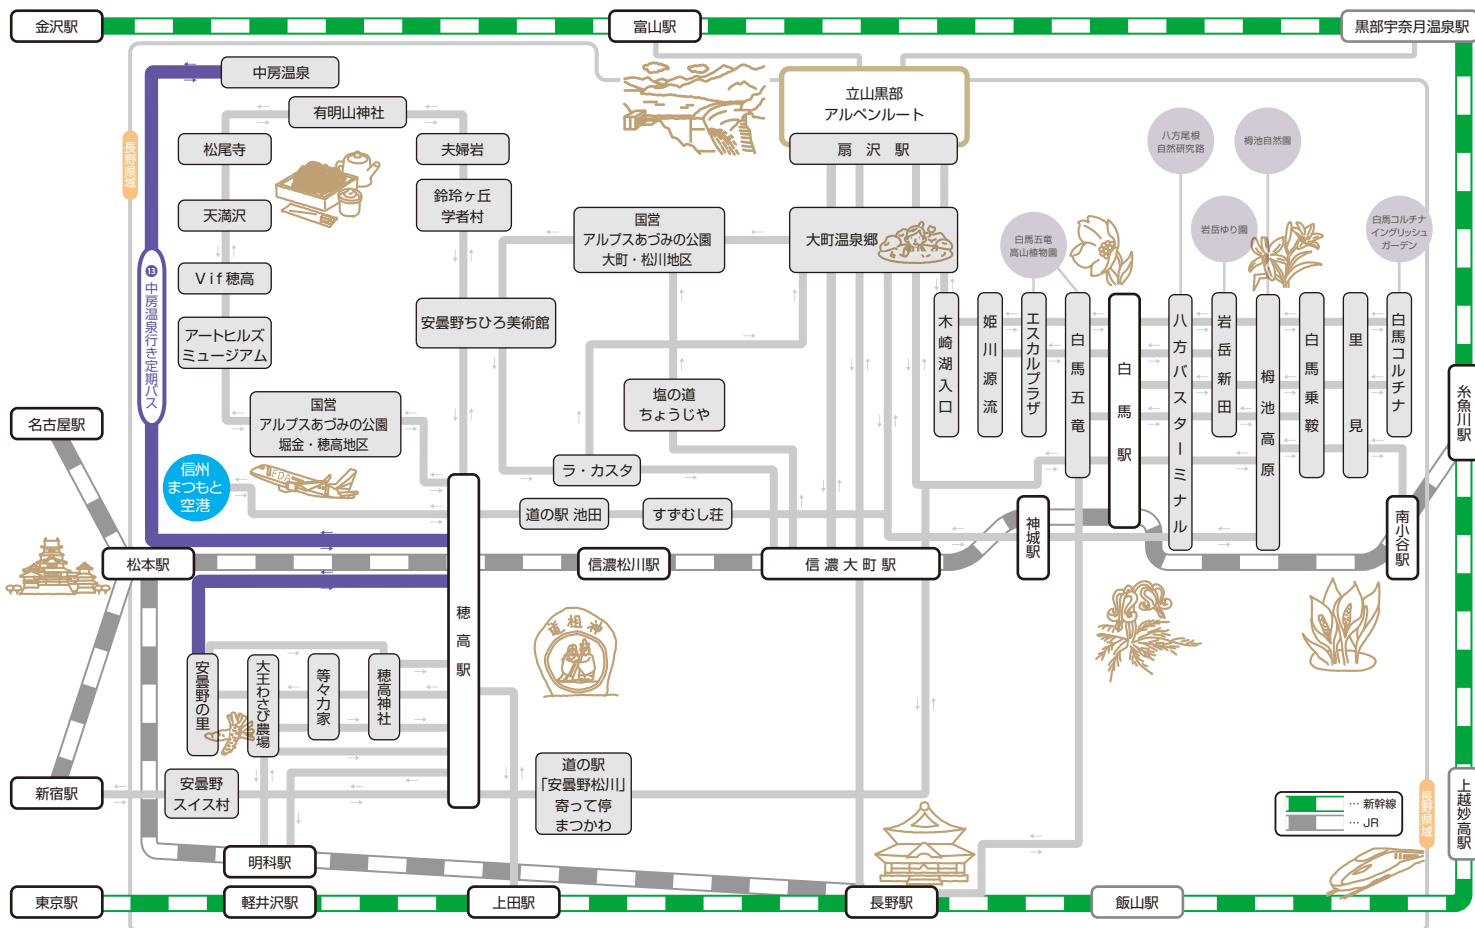 金沢駅
富山駅
黒部宇奈月温泉駅
中房温泉
立山黒部
アルペンルート
有明山神社
松尾寺
夫婦岩
扇沢駅
八方尾根
自然研究路
栂池自然園
長野県域
鈴玲ヶ丘
学者村
天満沢
国営
アルプスあづみの公園
大町・松川地区
大町温泉郷
白馬五竜
高山植物園
岩岳ゆり園
白馬コルチナ
イングリッシュ
ガーデン
⓭中房温泉行き定期バス
Vif穂高
安曇野ちひろ美術館
アートヒルズ
ミュージアム
木崎湖入口
姫川源流
エスカルプラザ
白馬五竜
白馬駅
八方バスターミナル
岩岳新田
栂池高原
白馬乗鞍
里見
白馬コルチナ
糸魚川駅
塩の道
ちょうじや
国営
アルプスあづみの公園
堀金・穂高地区
名古屋駅
信州
まつもと
空港
FDA
ラ・カスタ
道の駅 池田
すずむし荘
神城駅
南小谷駅
松本駅
信濃松川駅
信濃大町駅
穂高駅
道祖神
安曇野の里
大王わさび農場
等々力家
穂高神社
新宿駅
安曇野
スイス村
道の駅
「安曇野松川」
寄って停
まつかわ
… 新幹線
… JR
長野県域
上越妙高駅
明科駅
東京駅
軽井沢駅
上田駅
長野駅
飯山駅